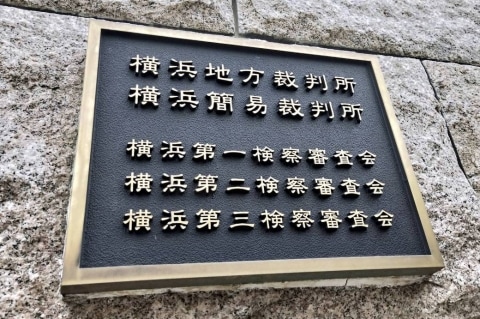 横浜地方裁判所
横浜簡易裁判所
横浜第一検察審査会
横浜第二検察審査会
横浜第三検察審査会